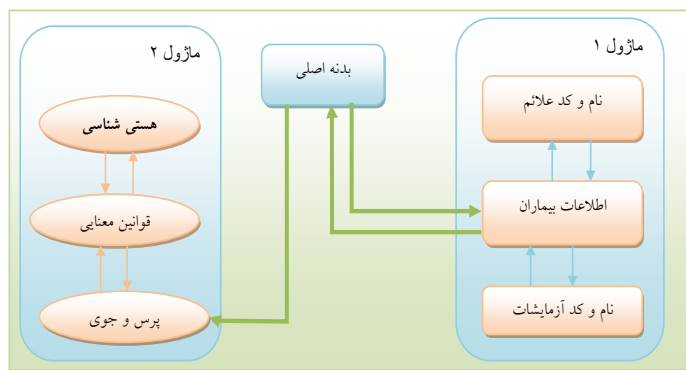 ماژول ۱
نام و کد علائم
اطلاعات بیماران
نام و کد آزمایشات
بدنه اصلی
ماژول ۲
هستی شناسی
قوانین معنایی
پرس و جوی